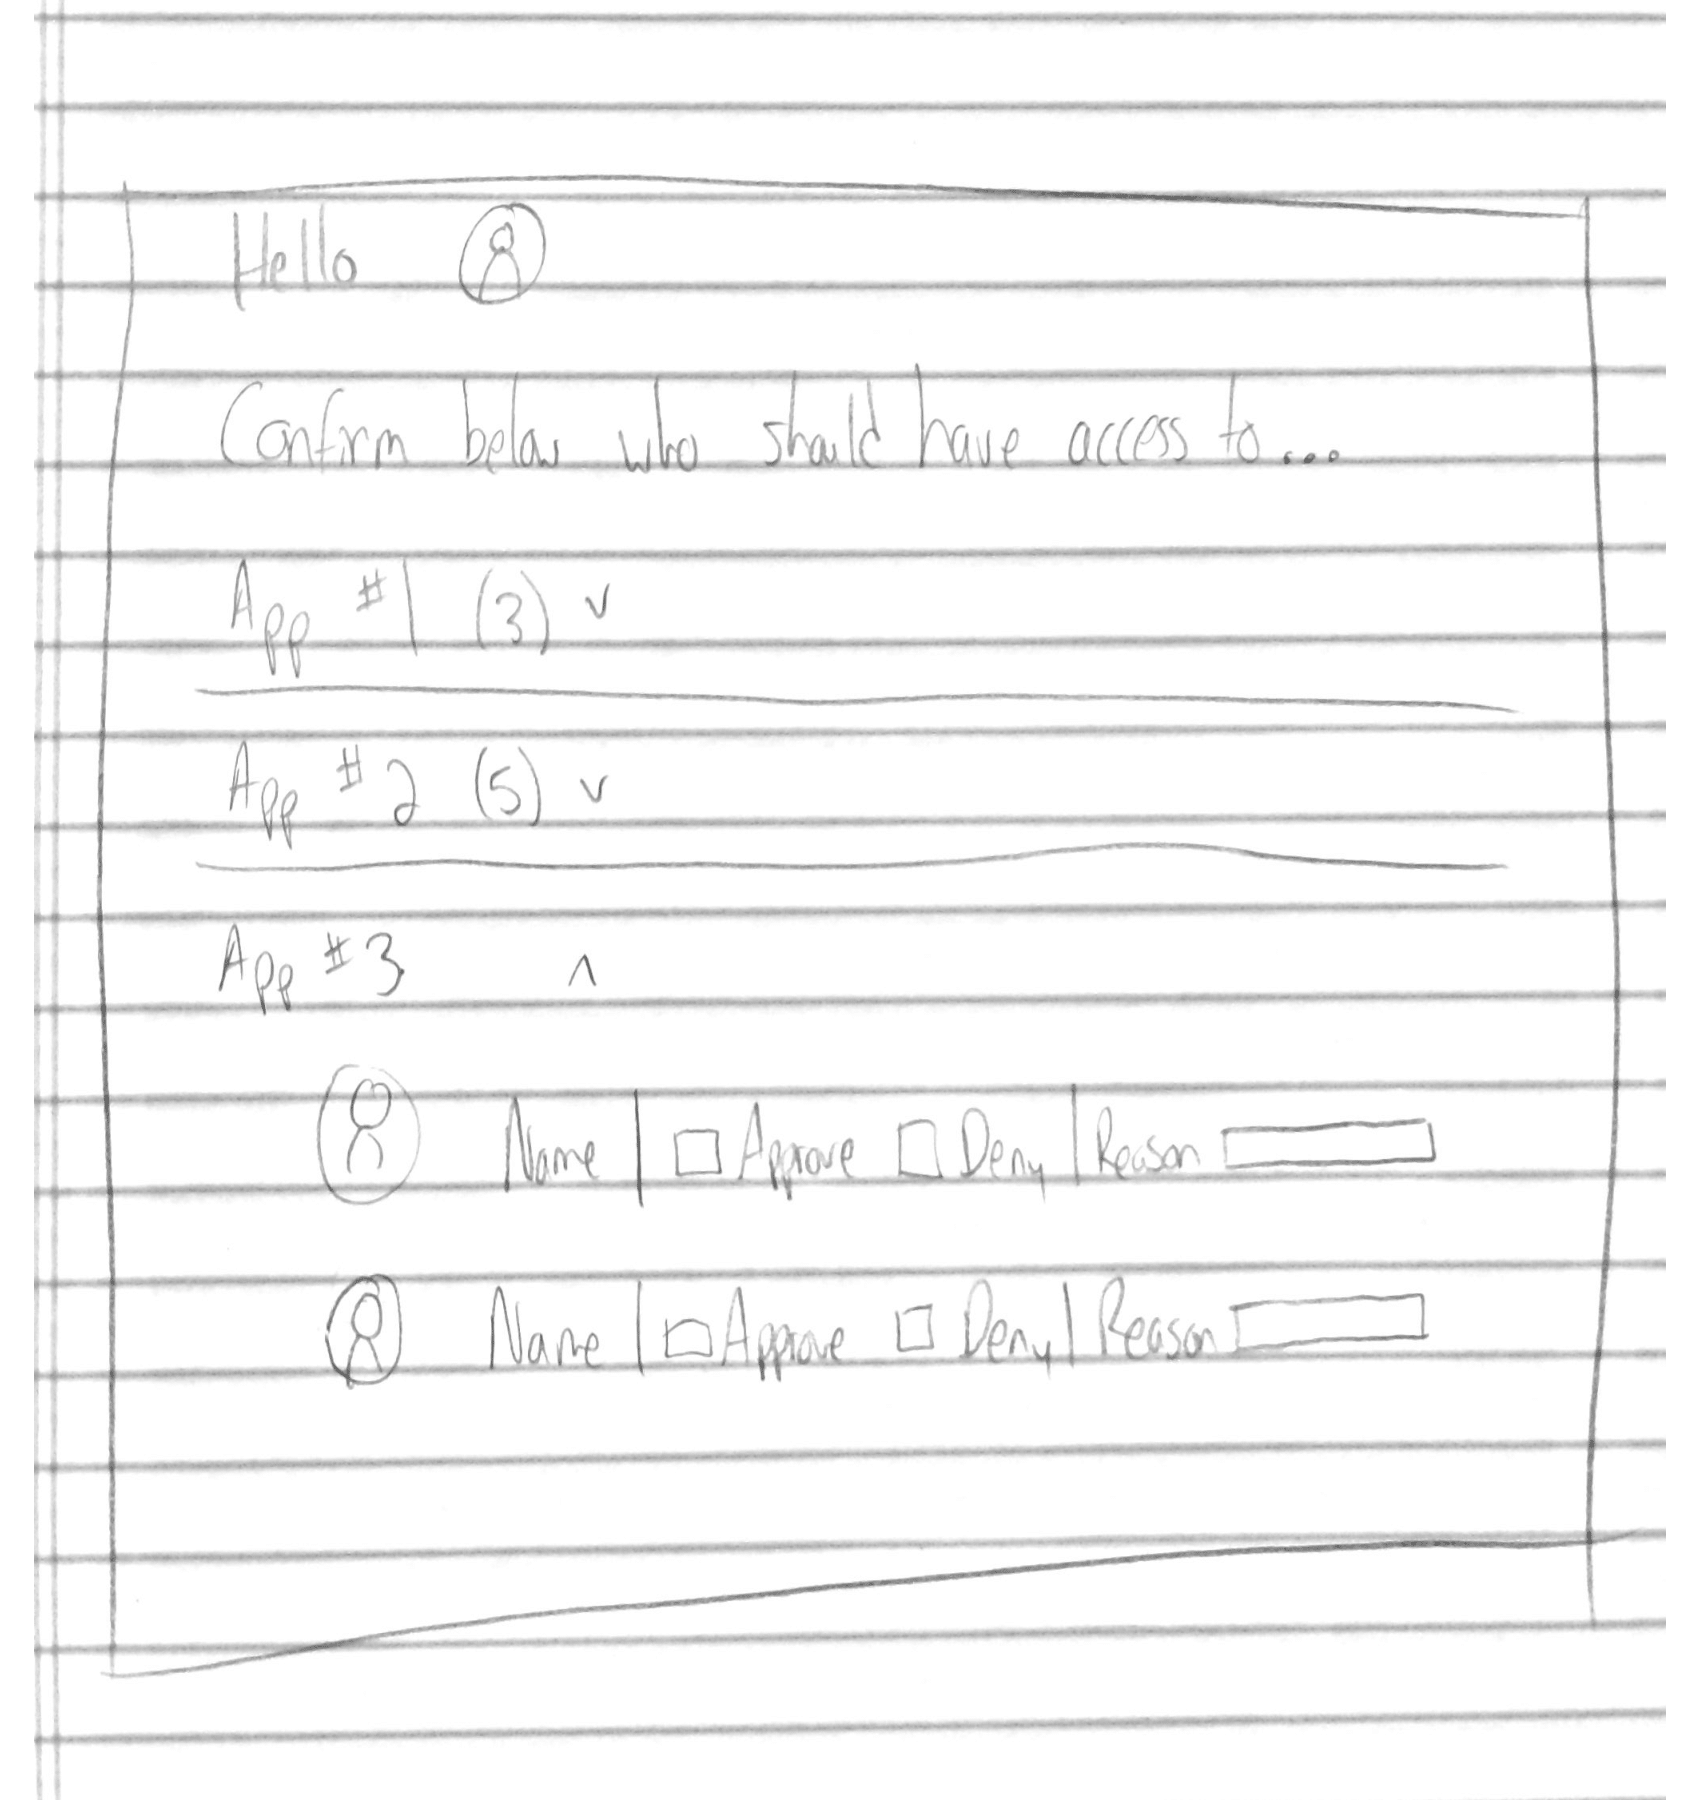 Hello
Confirm below who should have access to...
App #1 (3) v
App #2 (5) v
App #3 ^
Name | Approve Deny | Reason
Name | Approve Deny | Reason